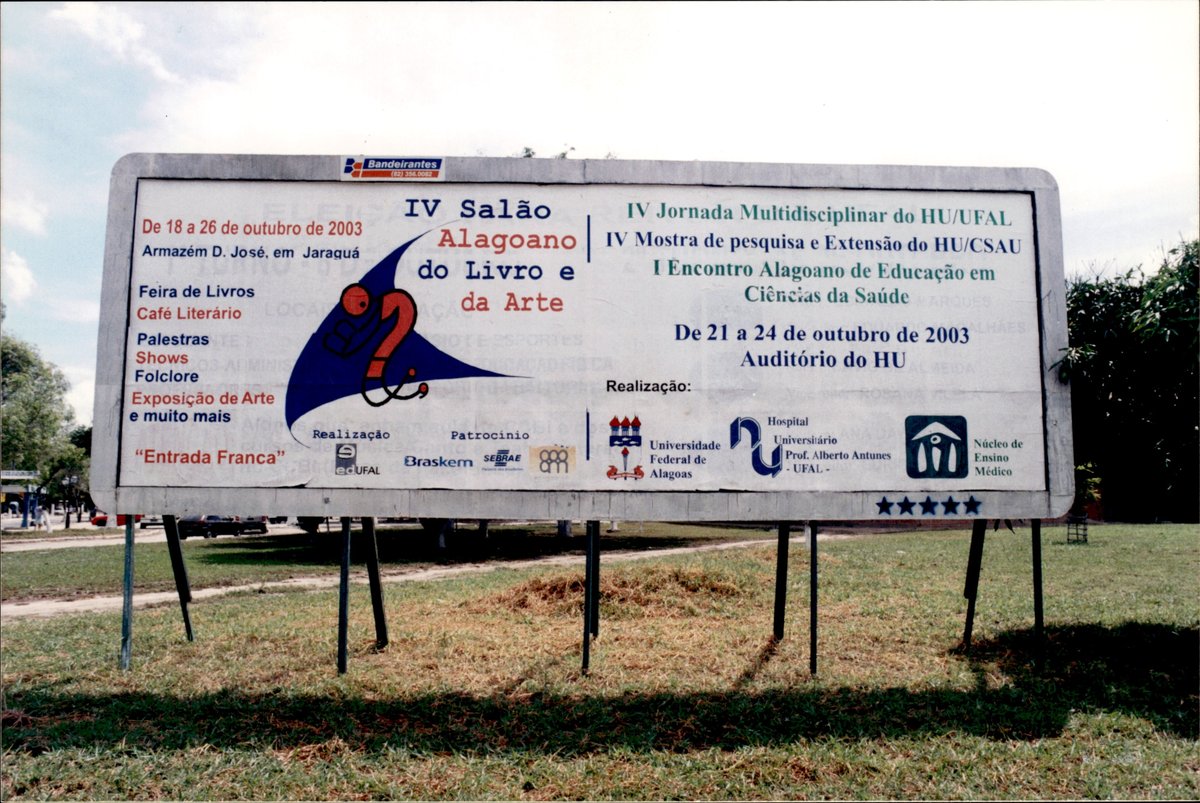 Bandeirantes
(82) 356.0082
De 18 a 26 de outubro de 2003
Armazém D. José, em Jaraguá
Feira de Livros
Café Literário
Palestras
Shows
Folclore
Exposição de Arte
e muito mais
“Entrada Franca”
IV Salão
Alagoano
do Livro e
da Arte
Realização
edUFAL
Patrocínio
Braskem
SEBRAE
IV Jornada Multidisciplinar do HU/UFAL
IV Mostra de pesquisa e Extensão do HU/CSAU
I Encontro Alagoano de Educação em
Ciências da Saúde
De 21 a 24 de outubro de 2003
Auditório do HU
Realização:
Universidade
Federal de
Alagoas
Hospital
Universitário
Prof. Alberto Antunes
- UFAL -
Núcleo de
Ensino
Médico